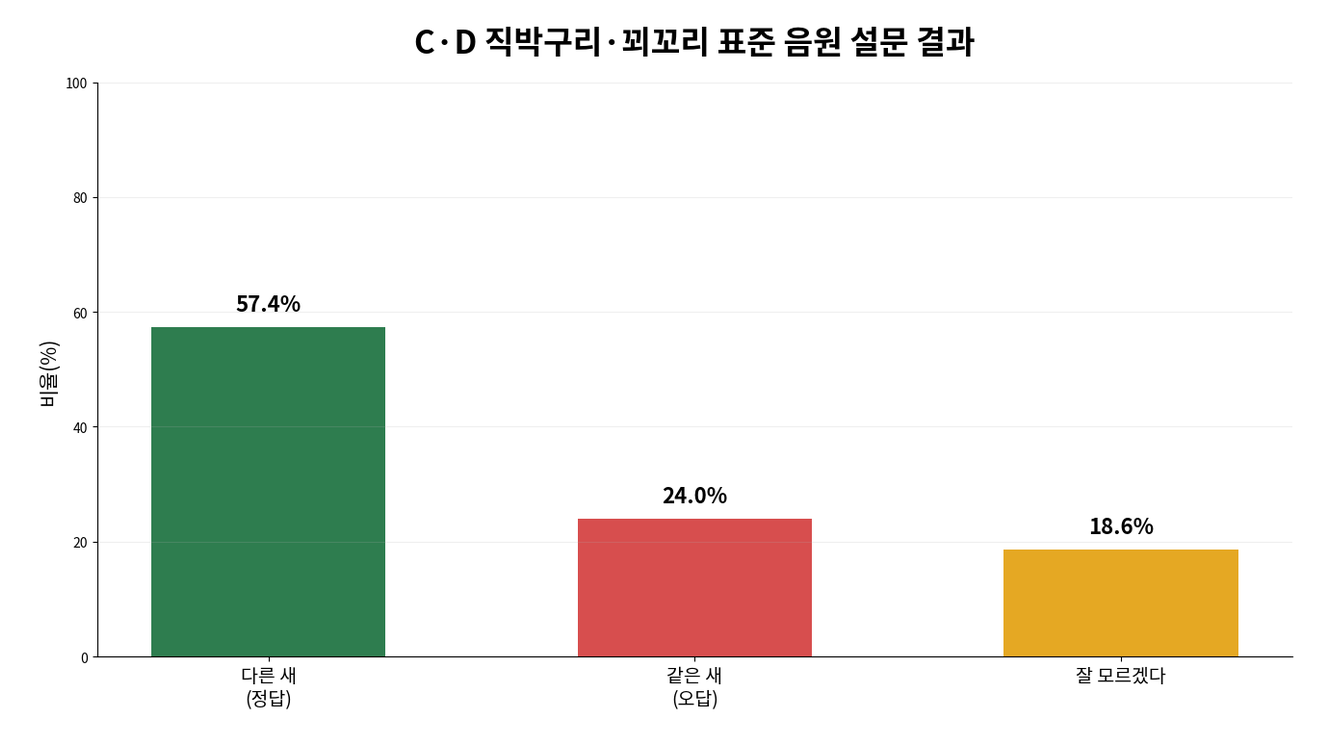 C·D 직박구리·꾀꼬리 표준 음원 설문 결과
비율(%)
100
80
60
40
20
0
57.4%
24.0%
18.6%
다른 새
(정답)
같은 새
(오답)
잘 모르겠다